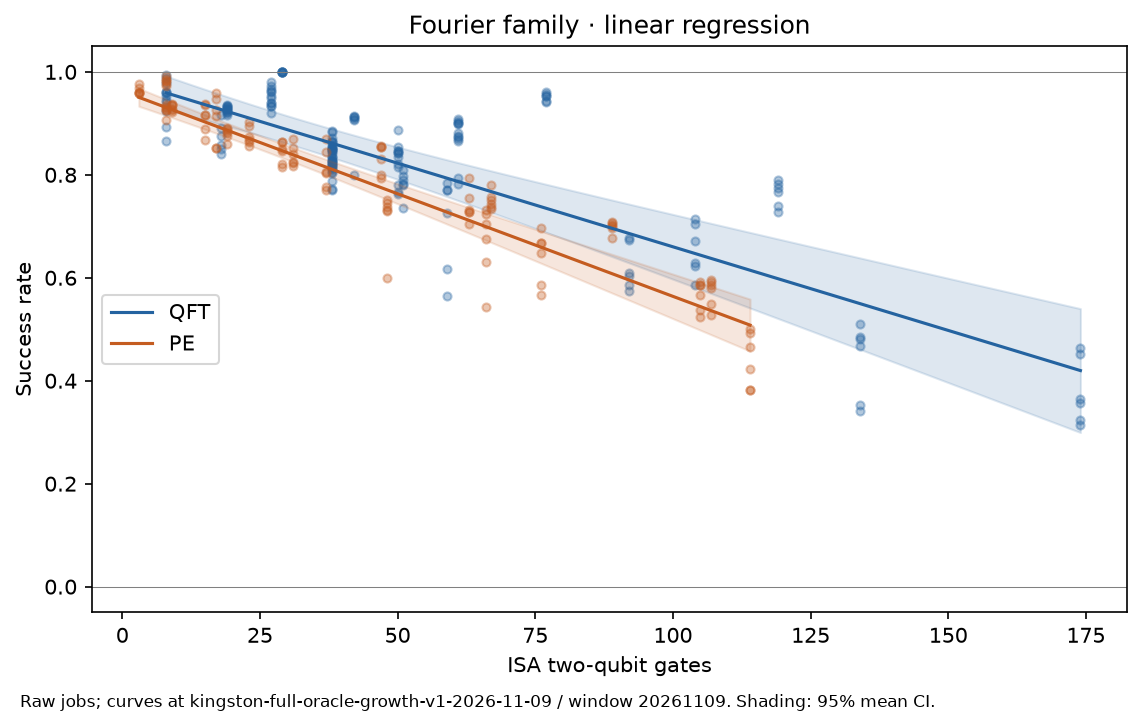 Fourier family · linear regression
1.0
0.8
0.6
0.4
0.2
0.0
Success rate
QFT
PE
0 25 50 75 100 125 150 175
ISA two-qubit gates
Raw jobs; curves at kingston-full-oracle-growth-v1-2026-11-09 / window 20261109. Shading: 95% mean CI.